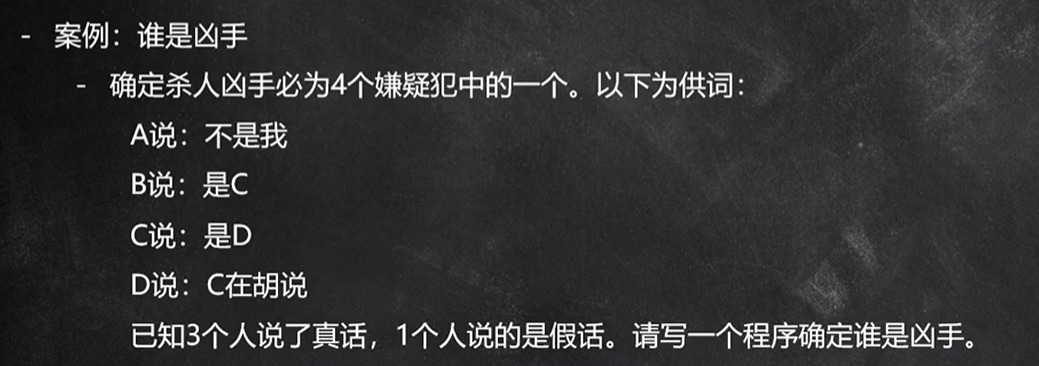 - 案例：谁是凶手
- 确定杀人凶手必为4个嫌疑犯中的一个。以下为供词：
A说：不是我
B说：是C
C说：是D
D说：C在胡说
已知3个人说了真话，1个人说的是假话。请写一个程序确定谁是凶手。